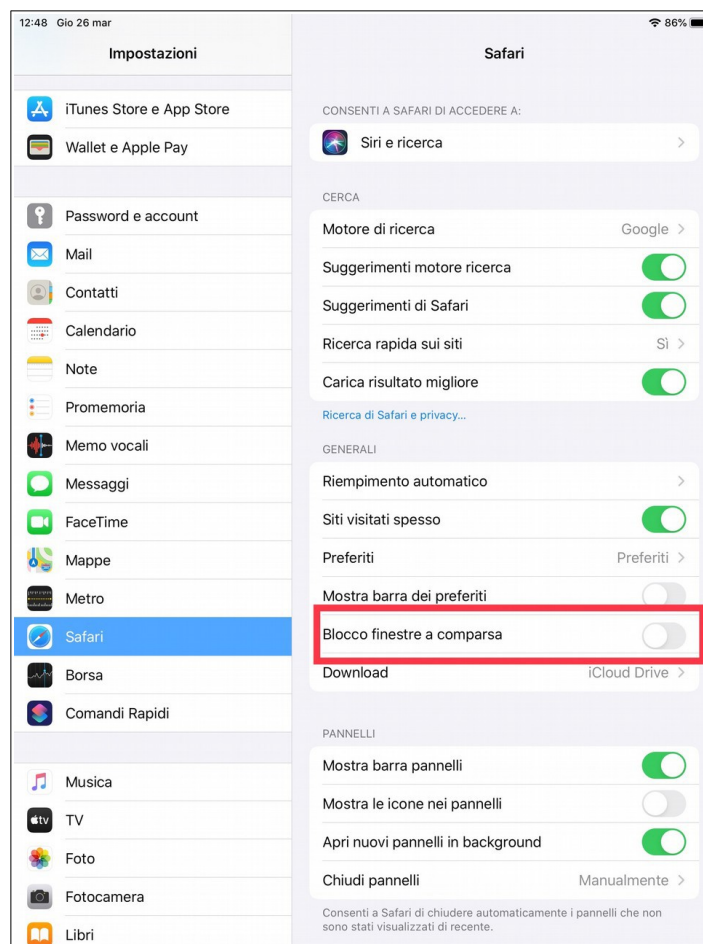 12:48 Gio 26 mar
86%
Impostazioni
iTunes Store e App Store
Wallet e Apple Pay
Password e account
Mail
Contatti
Calendario
Note
Promemoria
Memo vocali
Messaggi
FaceTime
Mappe
Metro
Safari
Borsa
Comandi Rapidi
Musica
tv TV
Foto
Fotocamera
Libri
Safari
CONSENTI A SAFARI DI ACCEDERE A:
Siri e ricerca
CERCA
Motore di ricerca Google
Suggerimenti motore ricerca
Suggerimenti di Safari
Ricerca rapida sui siti Sì
Carica risultato migliore
Ricerca di Safari e privacy...
GENERALI
Riempimento automatico
Siti visitati spesso
Preferiti Preferiti
Mostra barra dei preferiti
Blocco finestre a comparsa
Download iCloud Drive
PANNELLI
Mostra barra pannelli
Mostra le icone nei pannelli
Apri nuovi pannelli in background
Chiudi pannelli Manualmente
Consenti a Safari di chiudere automaticamente i pannelli che non
sono stati visualizzati di recente.